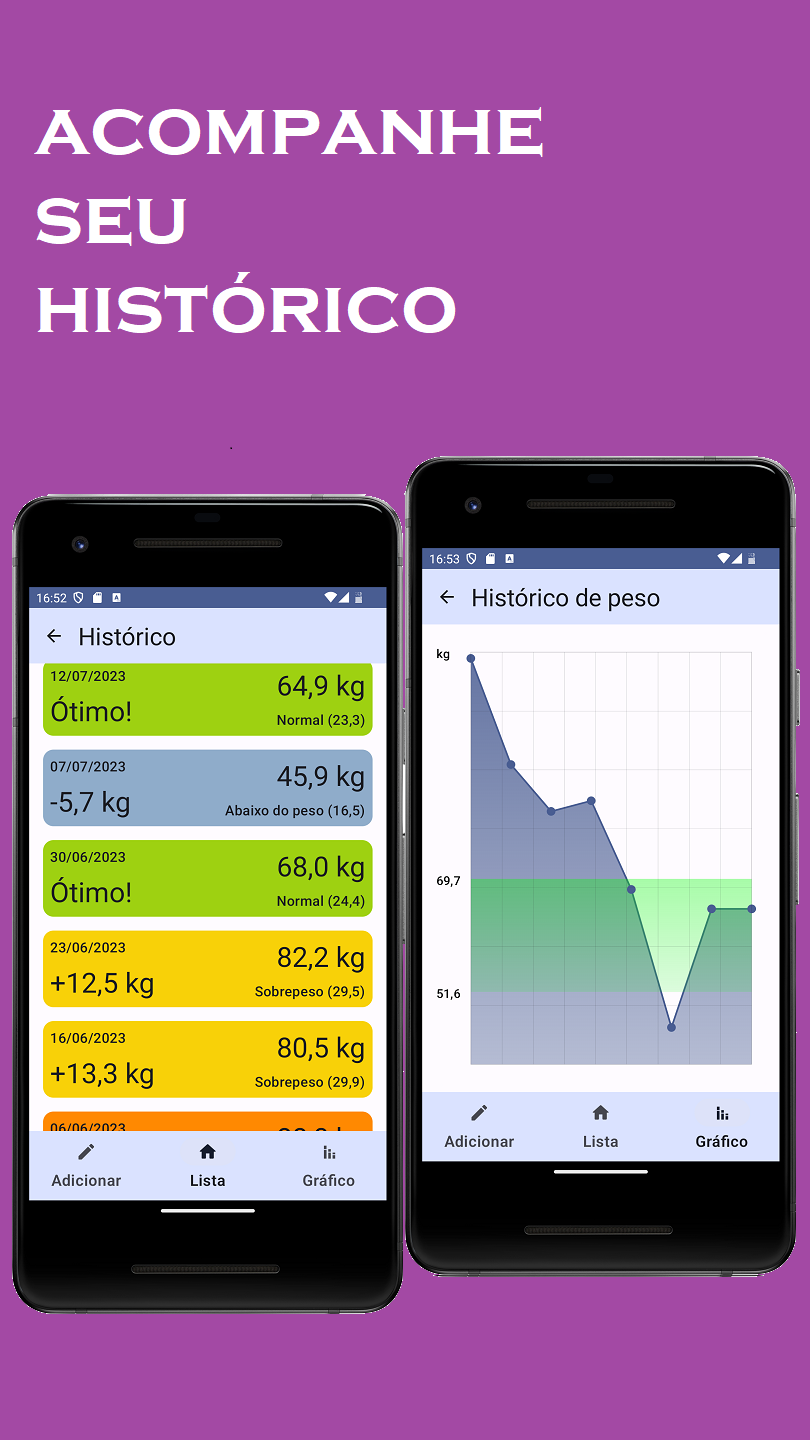 ACOMPANHE
SEU
HISTÓRICO
16:52
Histórico
12/07/2023
64,9 kg
Ótimo!
Normal (23,3)
07/07/2023
45,9 kg
-5,7 kg
Abaixo do peso (16,5)
30/06/2023
68,0 kg
Ótimo!
Normal (24,4)
23/06/2023
82,2 kg
+12,5 kg
Sobrepeso (29,5)
16/06/2023
80,5 kg
+13,3 kg
Sobrepeso (29,9)
06/06/2023
Adicionar
Lista
Gráfico
16:53
Histórico de peso
kg
69,7
51,6
Adicionar
Lista
Gráfico